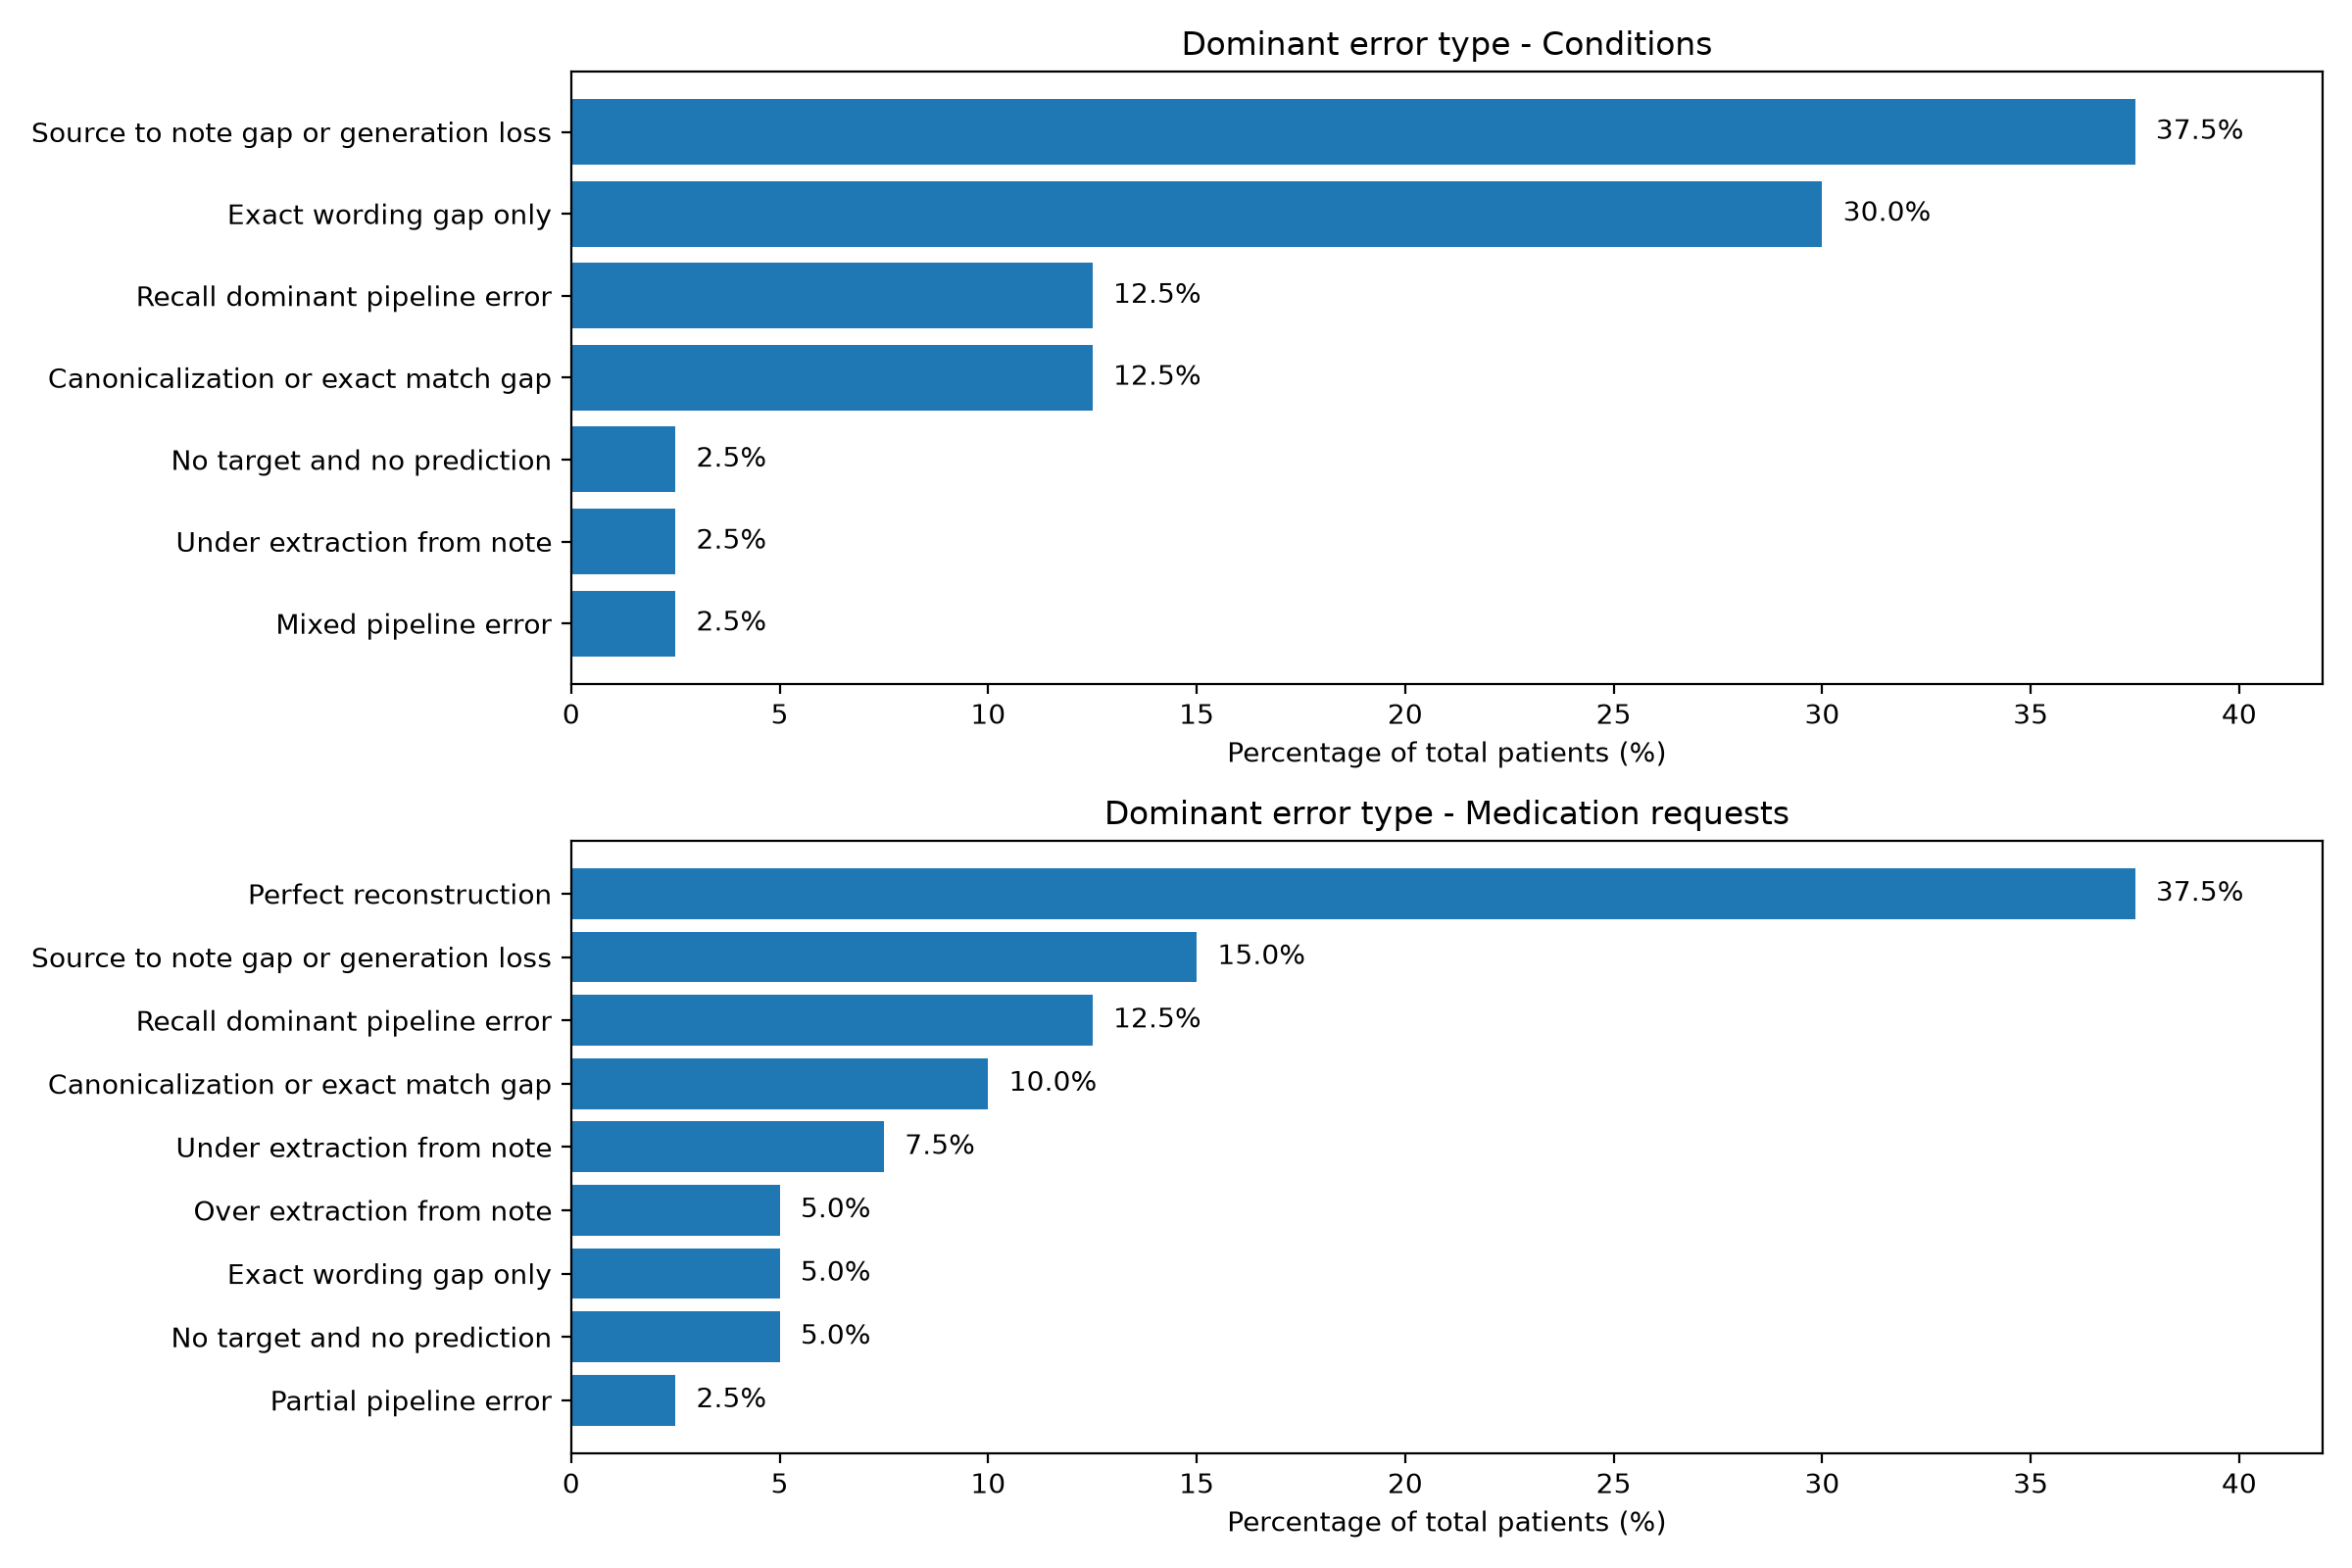 Dominant error type - Conditions
Source to note gap or generation loss
37.5%
Exact wording gap only
30.0%
Recall dominant pipeline error
12.5%
Canonicalization or exact match gap
12.5%
No target and no prediction
2.5%
Under extraction from note
2.5%
Mixed pipeline error
2.5%
0 5 10 15 20 25 30 35 40
Percentage of total patients (%)
Dominant error type - Medication requests
Perfect reconstruction
37.5%
Source to note gap or generation loss
15.0%
Recall dominant pipeline error
12.5%
Canonicalization or exact match gap
10.0%
Under extraction from note
7.5%
Over extraction from note
5.0%
Exact wording gap only
5.0%
No target and no prediction
5.0%
Partial pipeline error
2.5%
0 5 10 15 20 25 30 35 40
Percentage of total patients (%)